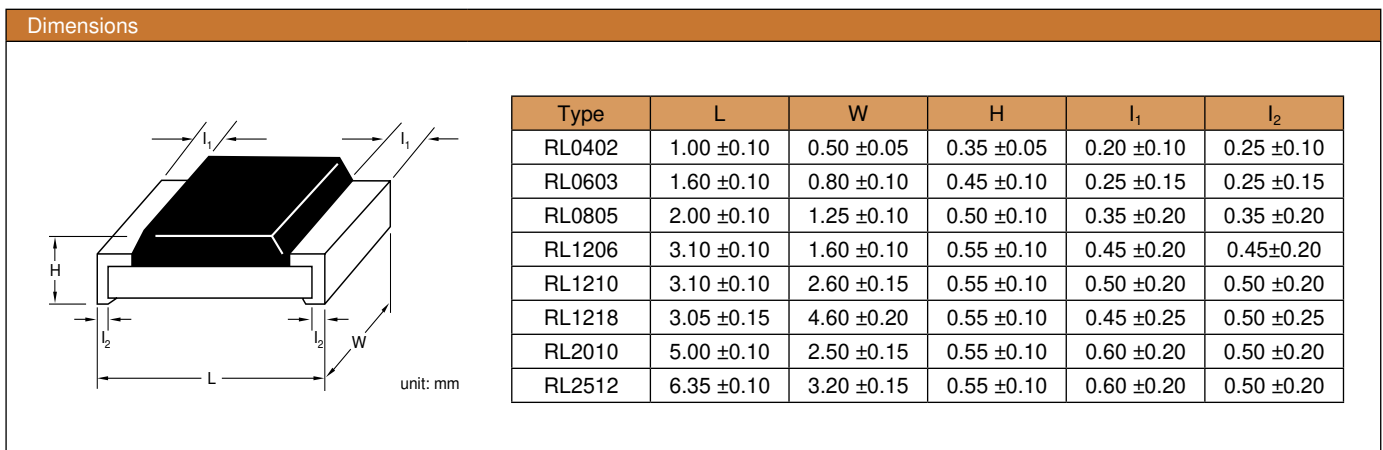 Dimensions
l1 l1
H
l2 l2 W
L
unit: mm
Type L W H l1 l2
RL0402 1.00 ±0.10 0.50 ±0.05 0.35 ±0.05 0.20 ±0.10 0.25 ±0.10
RL0603 1.60 ±0.10 0.80 ±0.10 0.45 ±0.10 0.25 ±0.15 0.25 ±0.15
RL0805 2.00 ±0.10 1.25 ±0.10 0.50 ±0.10 0.35 ±0.20 0.35 ±0.20
RL1206 3.10 ±0.10 1.60 ±0.10 0.55 ±0.10 0.45 ±0.20 0.45±0.20
RL1210 3.10 ±0.10 2.60 ±0.15 0.55 ±0.10 0.50 ±0.20 0.50 ±0.20
RL1218 3.05 ±0.15 4.60 ±0.20 0.55 ±0.10 0.45 ±0.25 0.50 ±0.25
RL2010 5.00 ±0.10 2.50 ±0.15 0.55 ±0.10 0.60 ±0.20 0.50 ±0.20
RL2512 6.35 ±0.10 3.20 ±0.15 0.55 ±0.10 0.60 ±0.20 0.50 ±0.20